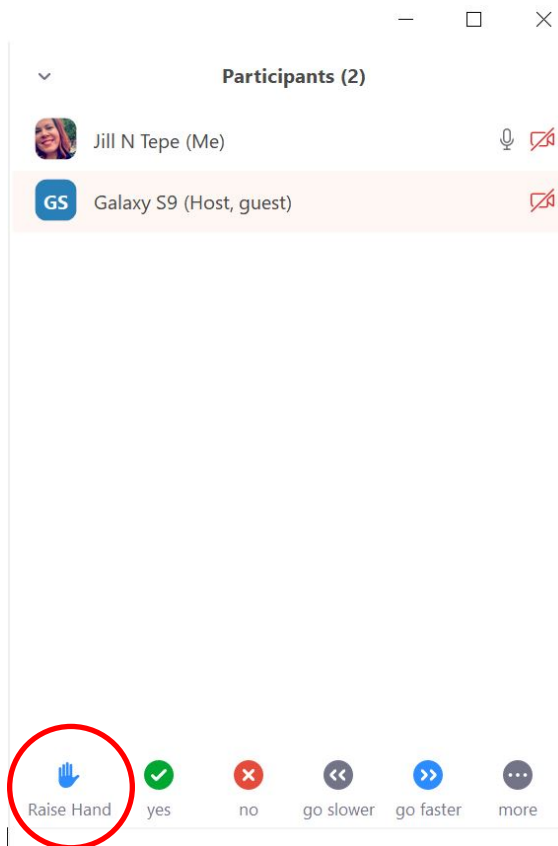 Participants (2)
Jill N Tepe (Me)
GS Galaxy S9 (Host, guest)
Raise Hand yes no go slower go faster more